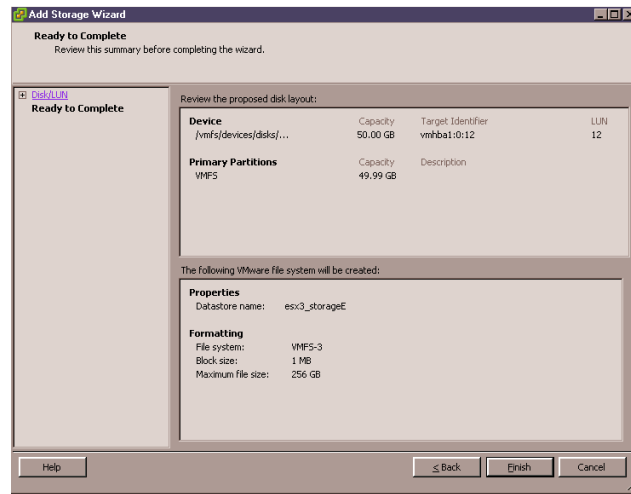 Add Storage Wizard
Ready to Complete
Review this summary before completing the wizard.
Disk/LUN
Ready to Complete
Review the proposed disk layout:
Device Capacity Target Identifier LUN
/vmfs/devices/disks/... 50.00 GB vmhba1:0:12 12
Primary Partitions Capacity Description
VMFS 49.99 GB
The following VMware file system will be created:
Properties
Datastore name: esx3_storageE
Formatting
File system: VMFS-3
Block size: 1 MB
Maximum file size: 256 GB
Help ≤ Back Finish Cancel